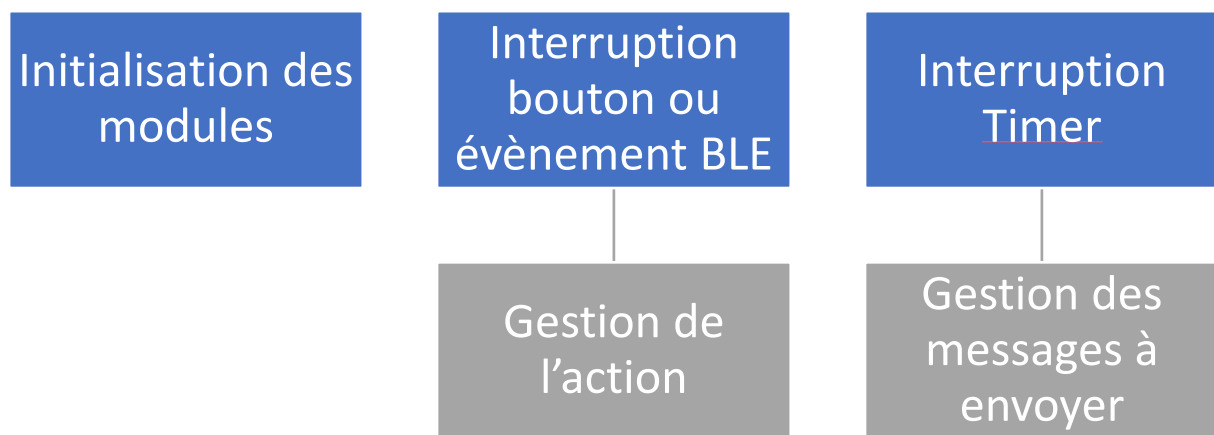 Initialisation des
modules
Interruption
bouton ou
évènement BLE
Interruption
Timer
Gestion de
l’action
Gestion des
messages à
envoyer